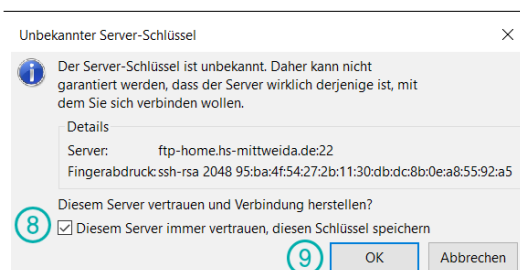 Unbekannter Server-Schlüssel
Der Server-Schlüssel ist unbekannt. Daher kann nicht
garantiert werden, dass der Server wirklich derjenige ist, mit
dem Sie sich verbinden wollen.
Details
Server: ftp-home.hs-mittweida.de:22
Fingerabdruck: ssh-rsa 2048 95:ba:4f:54:27:2b:11:30:db:dc:8b:0e:a8:55:92:a5
Diesem Server vertrauen und Verbindung herstellen?
8 Diesem Server immer vertrauen, diesen Schlüssel speichern
9 OK Abbrechen